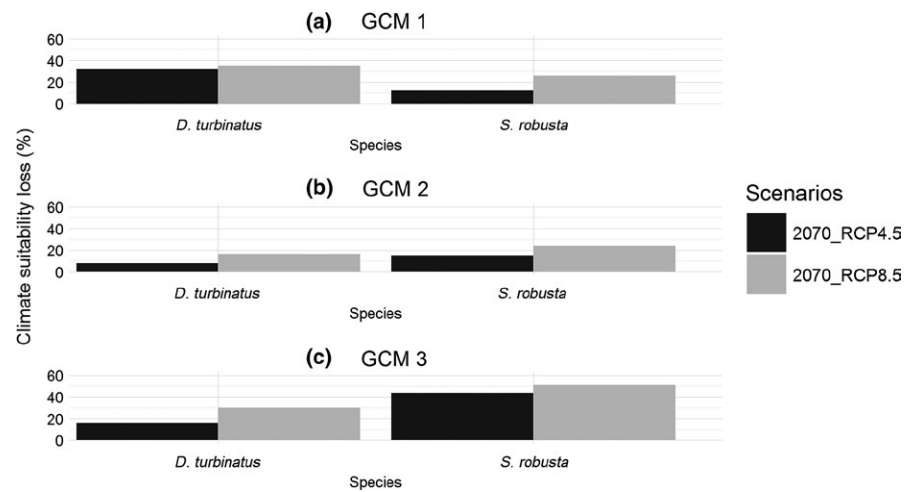 (a) GCM 1
60
40
20
0
D. turbinatus S. robusta
Species
(b) GCM 2
60
40
20
0
D. turbinatus S. robusta
Species
(c) GCM 3
60
40
20
0
D. turbinatus S. robusta
Species
Climate suitability loss (%)
Scenarios
2070_RCP4.5
2070_RCP8.5